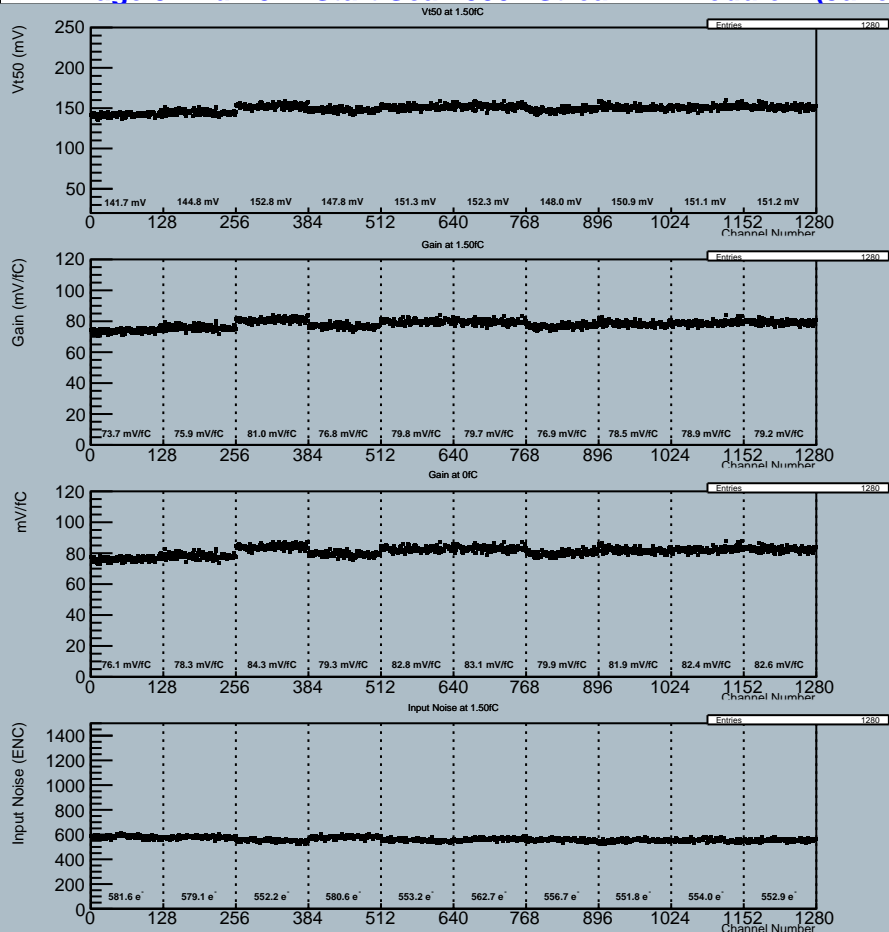 Vt50 at 1.50fC
Entries 1280
Vt50 (mV)
250
200
150
100
50
141.7 mV 144.8 mV 152.8 mV 147.8 mV 151.3 mV 152.3 mV 148.0 mV 150.9 mV 151.1 mV 151.2 mV
0 128 256 384 512 640 768 896 1024 1152 1280
Channel Number
Gain at 1.50fC
Entries 1280
Gain (mV/fC)
120
100
80
60
40
20
0
73.7 mV/fC 75.9 mV/fC 81.0 mV/fC 76.8 mV/fC 79.8 mV/fC 79.7 mV/fC 76.9 mV/fC 78.5 mV/fC 78.9 mV/fC 79.2 mV/fC
0 128 256 384 512 640 768 896 1024 1152 1280
Channel Number
Gain at 0fC
Entries 1280
mV/fC
120
100
80
60
40
20
0
76.1 mV/fC 78.3 mV/fC 84.3 mV/fC 79.3 mV/fC 82.8 mV/fC 83.1 mV/fC 79.9 mV/fC 81.9 mV/fC 82.4 mV/fC 82.6 mV/fC
0 128 256 384 512 640 768 896 1024 1152 1280
Channel Number
Input Noise at 1.50fC
Entries 1280
Input Noise (ENC)
1400
1200
1000
800
600
400
200
0
581.6 e⁻ 579.1 e⁻ 552.2 e⁻ 580.6 e⁻ 553.2 e⁻ 562.7 e⁻ 556.7 e⁻ 551.8 e⁻ 554.0 e⁻ 552.9 e⁻
0 128 256 384 512 640 768 896 1024 1152 1280
Channel Number